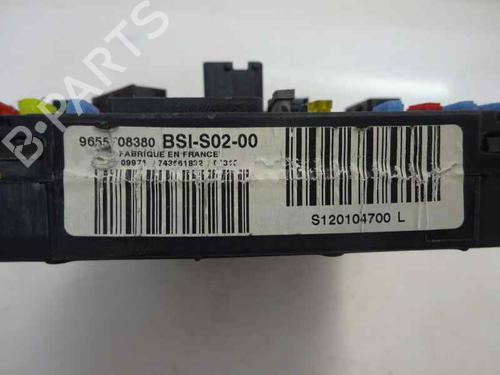 B-PARTS
BSI-S02-00
FABRIQUE EN FRANCE
S120104700 L